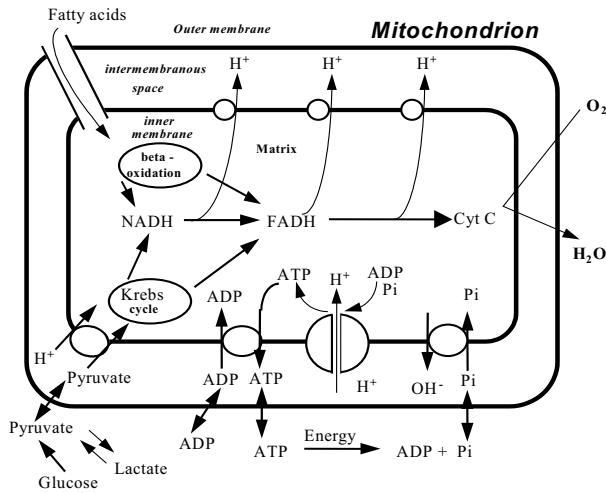 Fatty acids
Outer membrane
Mitochondrion
intermembranous
space
H+
H+
H+
inner
membrane
Matrix
O2
beta -
oxidation
NADH
FADH
Cyt C
H2O
Krebs
cycle
ADP
ATP
H+
ADP
Pi
Pi
H+
Pyruvate
ADP
ATP
H+
OH-
Pi
Pyruvate
Lactate
Glucose
ADP
ATP
Energy
ADP + Pi